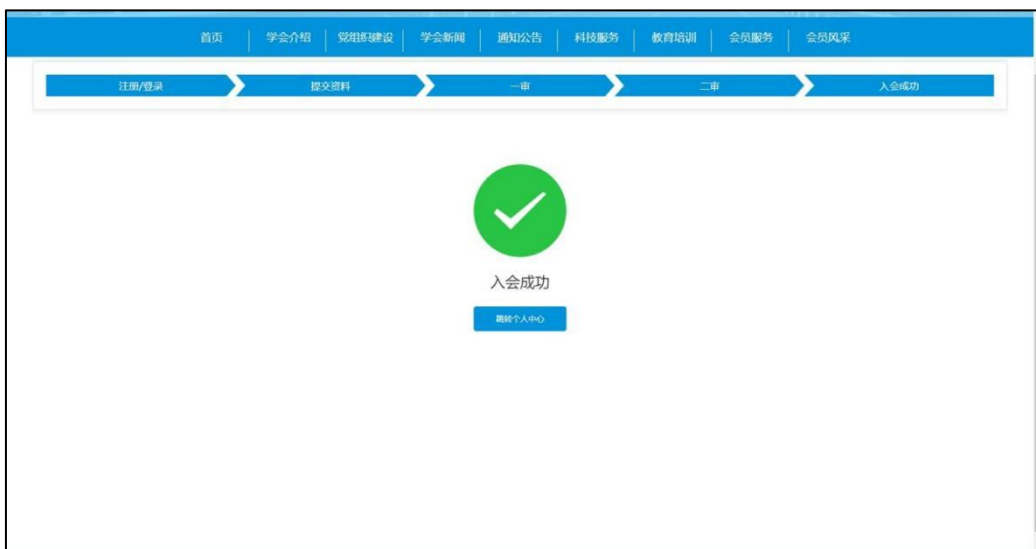 首页 学会介绍 党组织建设 学会新闻 通知公告 科技服务 教育培训 会员服务 会员风采
注册/登录 提交资料 一审 二审 入会成功
入会成功
跳转个人中心